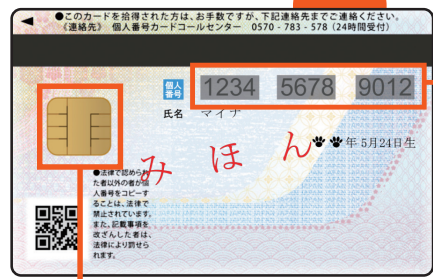 ●このカードを拾得された方は、お手数ですが、下記連絡先までご連絡ください。
《連絡先》 個人番号カードコールセンター 0570-783-578(24時間受付)
個人番号 1234 5678 9012
氏名 マイナ
年 5月24日生
みほん
●法律で認められ
た者以外の者が個
人番号をコピーす
ることは、法律で
禁止されています。
また、記載事項を
改ざんした者は、
法律により罰せら
れます。